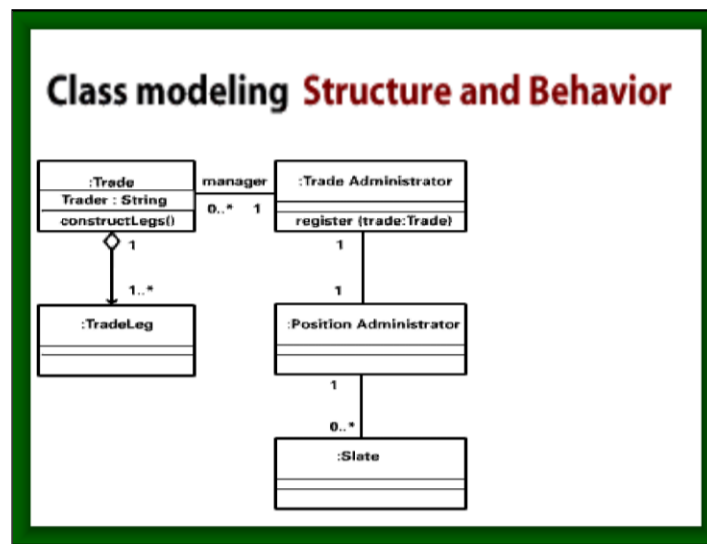 Class modeling Structure and Behavior
:Trade
Trader : String
constructLegs()
manager
0..* 1
:Trade Administrator
register (trade:Trade)
1
1..*
1
1
:TradeLeg
:Position Administrator
1
0..*
:Slate